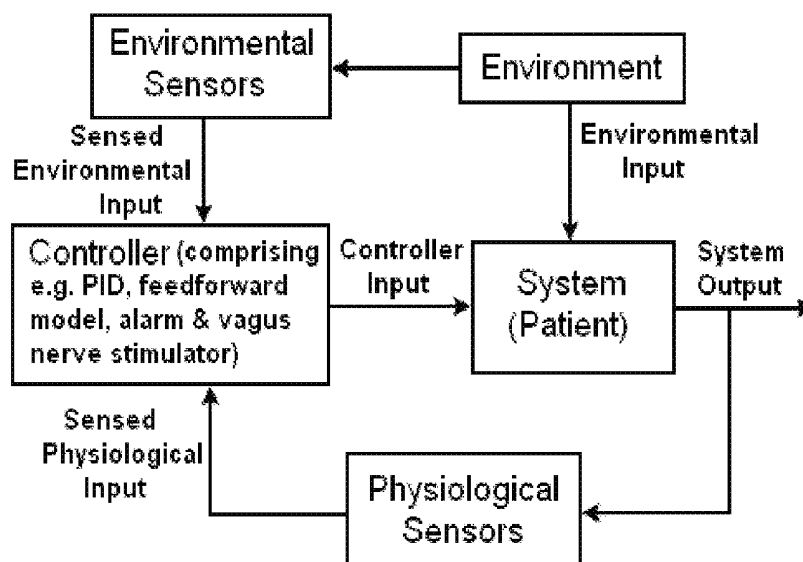 Environmental
Sensors
Environment
Sensed
Environmental
Input
Environmental
Input
Controller (comprising
e.g. PID, feedforward
model, alarm & vagus
nerve stimulator)
Controller
Input
System
(Patient)
System
Output
Sensed
Physiological
Input
Physiological
Sensors